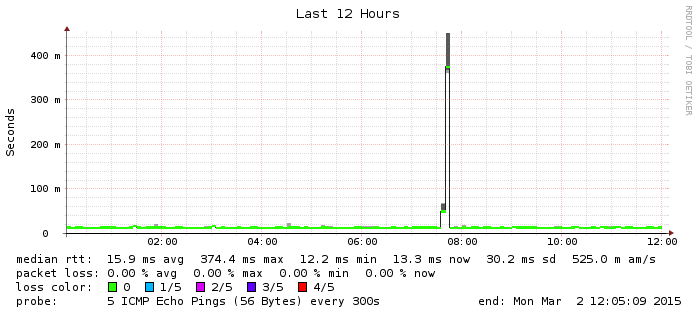 Last 12 Hours
RRDTOOL / TOBI OETIKER
Seconds
400 m
300 m
200 m
100 m
0
02:00 04:00 06:00 08:00 10:00 12:00
median rtt: 15.9 ms avg 374.4 ms max 12.2 ms min 13.3 ms now 30.2 ms sd 525.0 m am/s
packet loss: 0.00 % avg 0.00 % max 0.00 % min 0.00 % now
loss color: 0 1/5 2/5 3/5 4/5
probe: 5 ICMP Echo Pings (56 Bytes) every 300s end: Mon Mar 2 12:05:09 2015